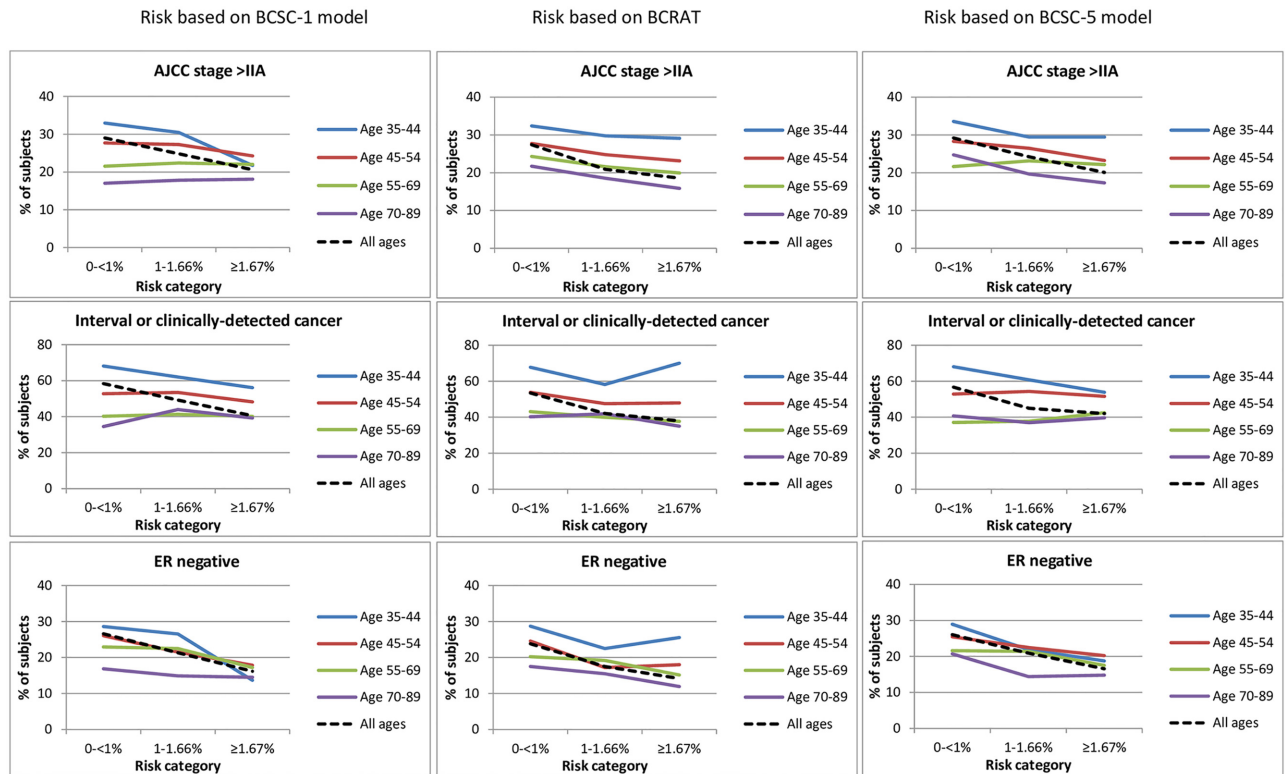 Risk based on BCSC-1 model
Risk based on BCRAT
Risk based on BCSC-5 model
AJCC stage >IIA
% of subjects
40
30
20
10
0
0-<1%
1-1.66%
≥1.67%
Risk category
Age 35-44
Age 45-54
Age 55-69
Age 70-89
All ages
AJCC stage >IIA
% of subjects
40
30
20
10
0
0-<1%
1-1.66%
≥1.67%
Risk category
Age 35-44
Age 45-54
Age 55-69
Age 70-89
All ages
AJCC stage >IIA
% of subjects
40
30
20
10
0
0-<1%
1-1.66%
≥1.67%
Risk category
Age 35-44
Age 45-54
Age 55-69
Age 70-89
All ages
Interval or clinically-detected cancer
% of subjects
80
60
40
20
0
0-<1%
1-1.66%
≥1.67%
Risk category
Age 35-44
Age 45-54
Age 55-69
Age 70-89
All ages
Interval or clinically-detected cancer
% of subjects
80
60
40
20
0
0-<1%
1-1.66%
≥1.67%
Risk category
Age 35-44
Age 45-54
Age 55-69
Age 70-89
All ages
Interval or clinically-detected cancer
% of subjects
80
60
40
20
0
0-<1%
1-1.66%
≥1.67%
Risk category
Age 35-44
Age 45-54
Age 55-69
Age 70-89
All ages
ER negative
% of subjects
40
30
20
10
0
0-<1%
1-1.66%
≥1.67%
Risk category
Age 35-44
Age 45-54
Age 55-69
Age 70-89
All ages
ER negative
% of subjects
40
30
20
10
0
0-<1%
1-1.66%
≥1.67%
Risk category
Age 35-44
Age 45-54
Age 55-69
Age 70-89
All ages
ER negative
% of subjects
40
30
20
10
0
0-<1%
1-1.66%
≥1.67%
Risk category
Age 35-44
Age 45-54
Age 55-69
Age 70-89
All ages